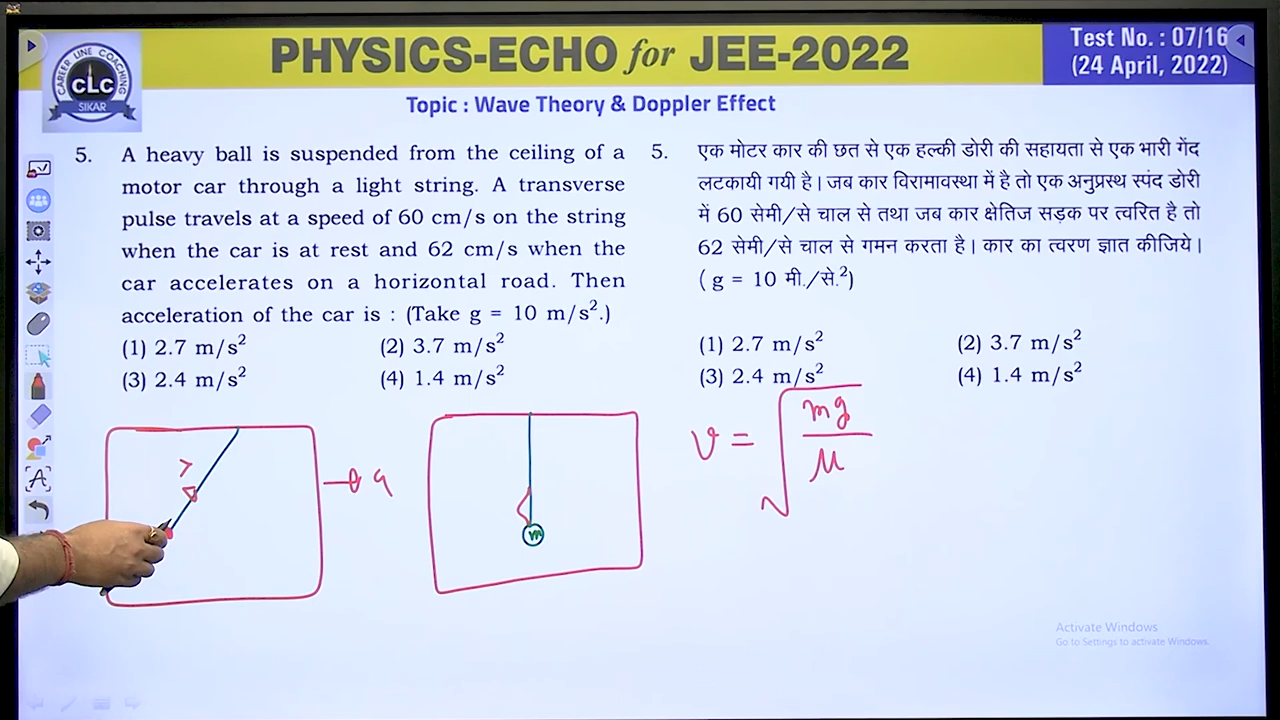 PHYSICS-ECHO for JEE-2022
Test No. : 07/16
(24 April, 2022)
CAREER LINE COACHING
CLC
SIKAR
Topic : Wave Theory & Doppler Effect
5. A heavy ball is suspended from the ceiling of a
motor car through a light string. A transverse
pulse travels at a speed of 60 cm/s on the string
when the car is at rest and 62 cm/s when the
car accelerates on a horizontal road. Then
acceleration of the car is : (Take g = 10 m/s².)
(1) 2.7 m/s² (2) 3.7 m/s²
(3) 2.4 m/s² (4) 1.4 m/s²
5. एक मोटर कार की छत से एक हल्की डोरी की सहायता से एक भारी गेंद
लटकायी गयी है। जब कार विरामावस्था में है तो एक अनुप्रस्थ स्पंद डोरी
में 60 सेमी/से चाल से तथा जब कार क्षेतिज सड़क पर त्वरित है तो
62 सेमी/से चाल से गमन करता है। कार का त्वरण ज्ञात कीजिये।
( g = 10 मी./से.²)
(1) 2.7 m/s² (2) 3.7 m/s²
(3) 2.4 m/s² (4) 1.4 m/s²
a
m
v = √(mg/μ)
Activate Windows
Go to Settings to activate Windows.